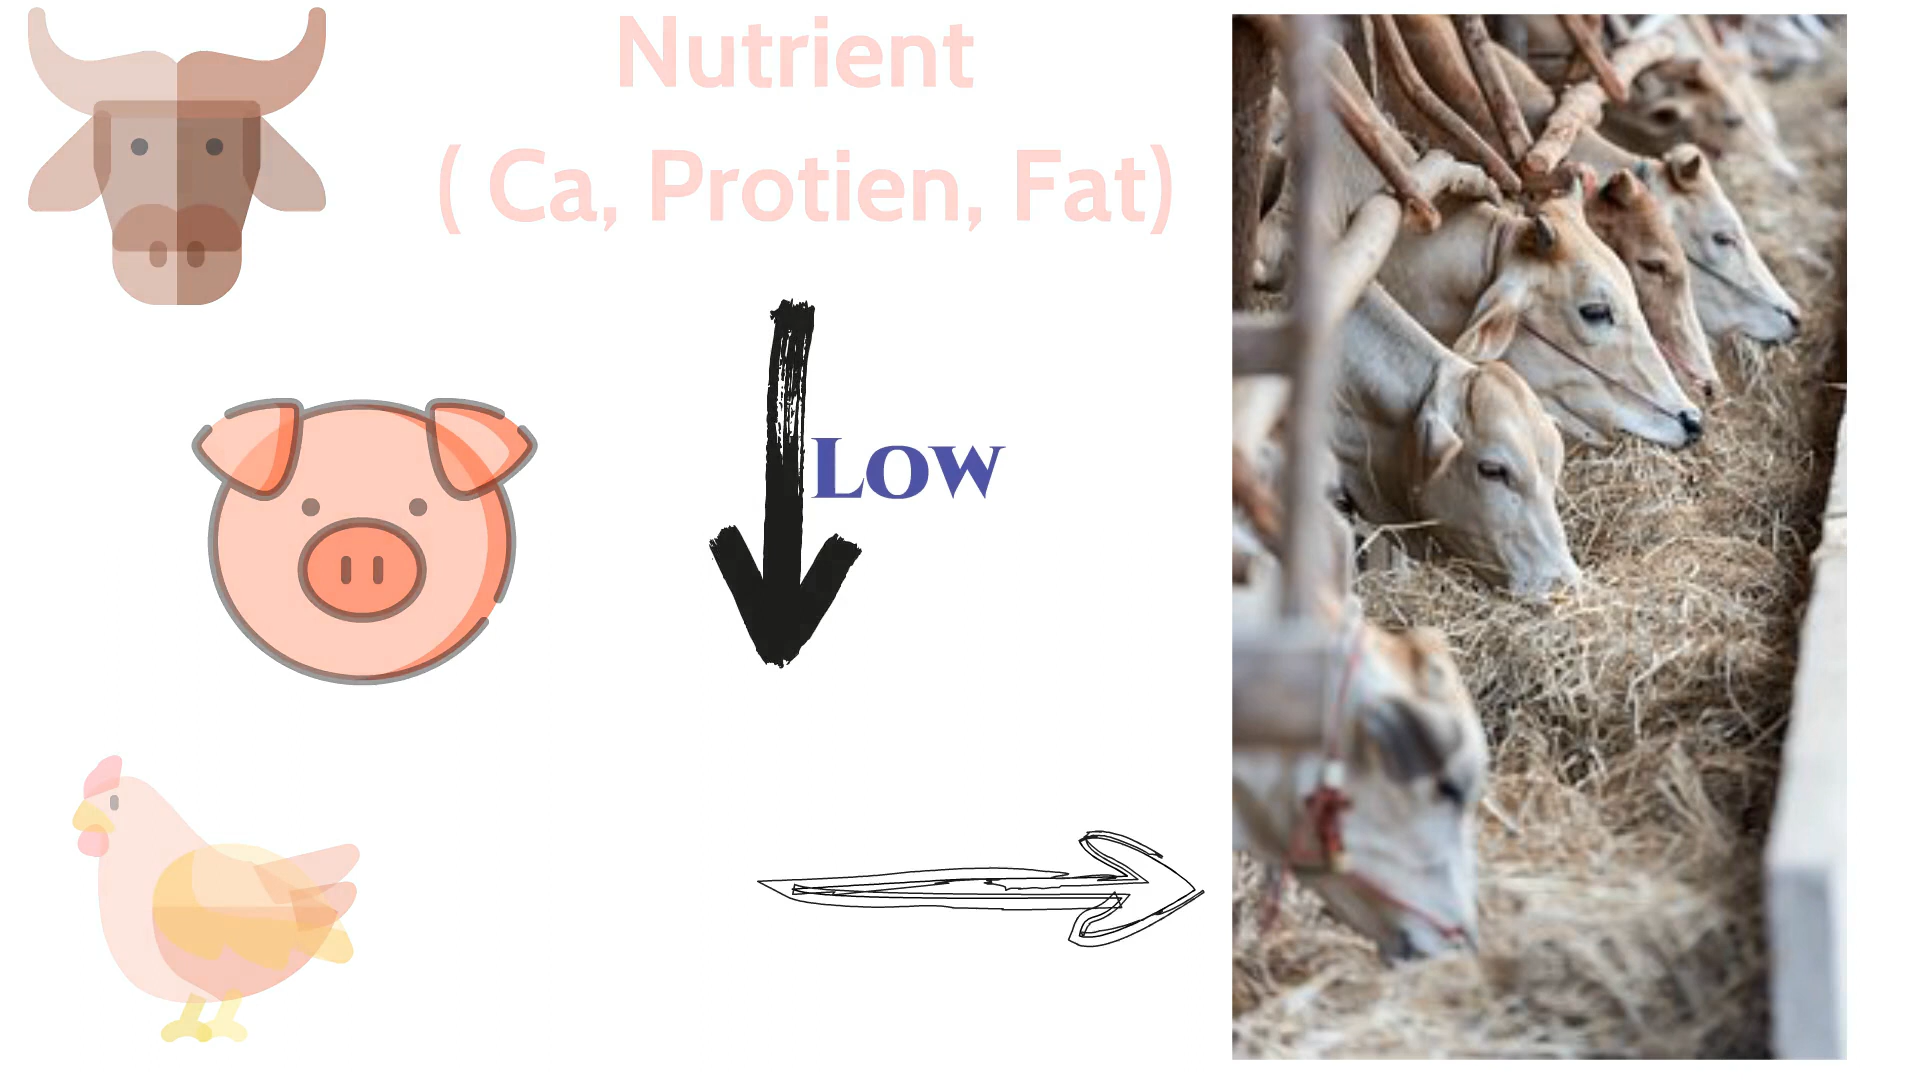 Nutrient
( Ca, Protien, Fat)
Low